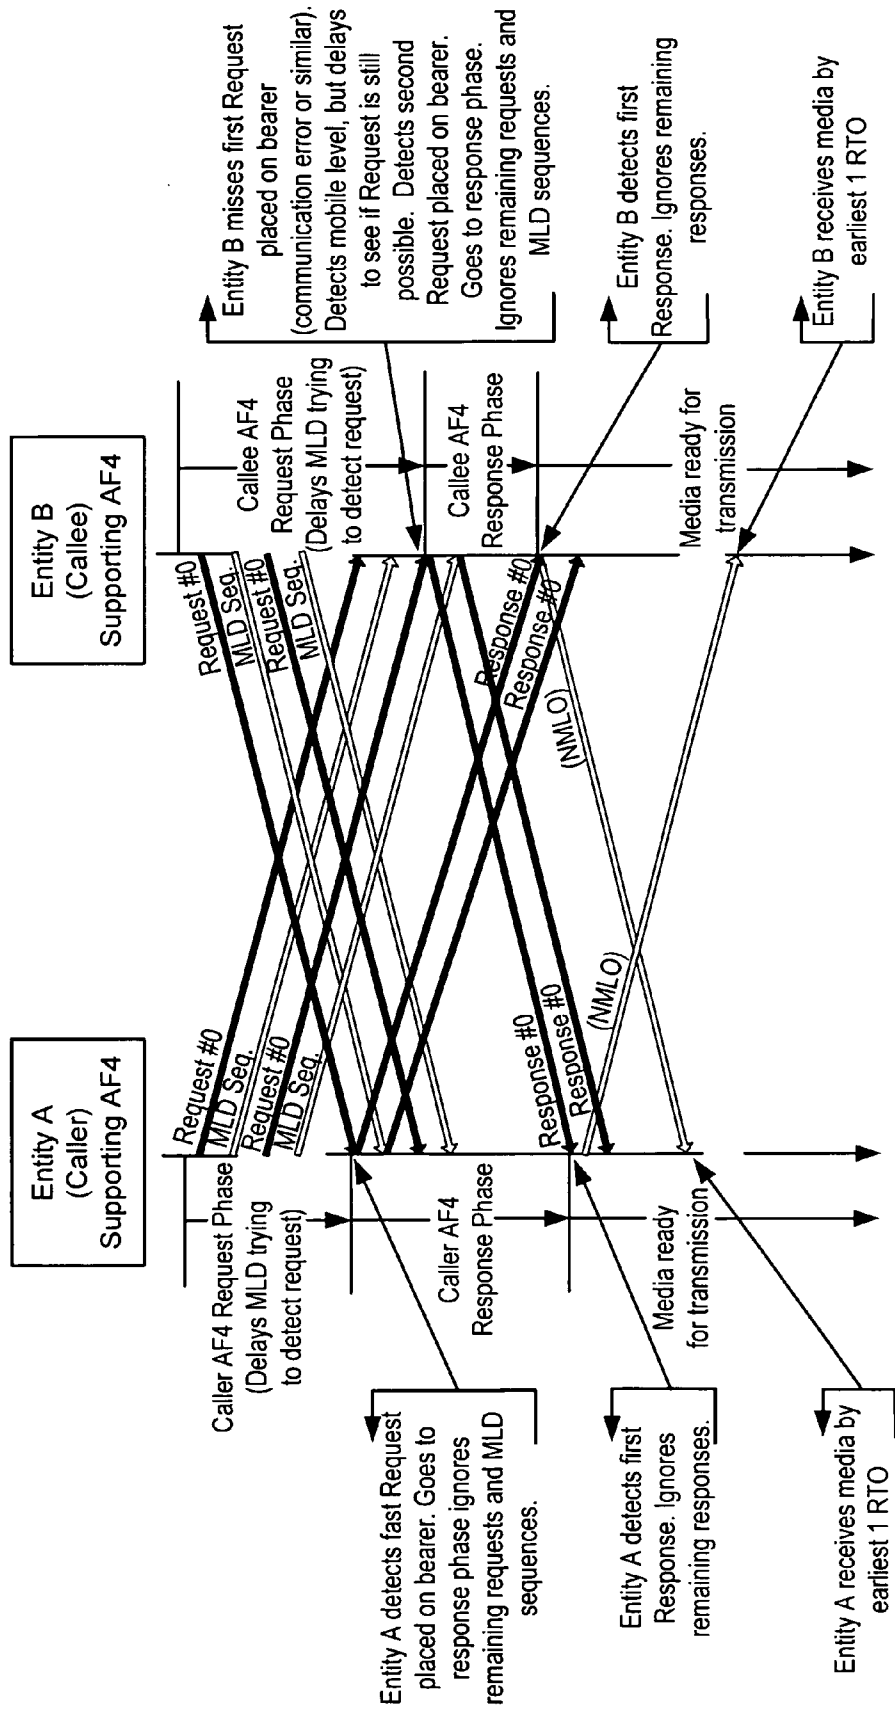 Entity A
(Caller)
Supporting AF4
Entity B
(Callee)
Supporting AF4
Caller AF4 Request Phase
(Delays MLD trying
to detect request)
Request #0
MLD Seq.
Request #0
MLD Seq.
Request #0
MLD Seq.
Request #0
MLD Seq.
Callee AF4
Request Phase
(Delays MLD trying
to detect request)
Entity B misses first Request
placed on bearer
(communication error or similar).
Detects mobile level, but delays
to see if Request is still
possible. Detects second
Request placed on bearer.
Goes to response phase.
Ignores remaining requests and
MLD sequences.
Entity A detects fast Request
placed on bearer. Goes to
response phase ignores
remaining requests and MLD
sequences.
Caller AF4
Response Phase
Callee AF4
Response Phase
Response #0
Response #0
Response #0
Response #0
(NMLO)
(NMLO)
Entity B detects first
Response. Ignores remaining
responses.
Entity A detects first
Response. Ignores
remaining responses.
Media ready
for transmission
Media ready for
transmission
Entity A receives media by
earliest 1 RTO
Entity B receives media by
earliest 1 RTO